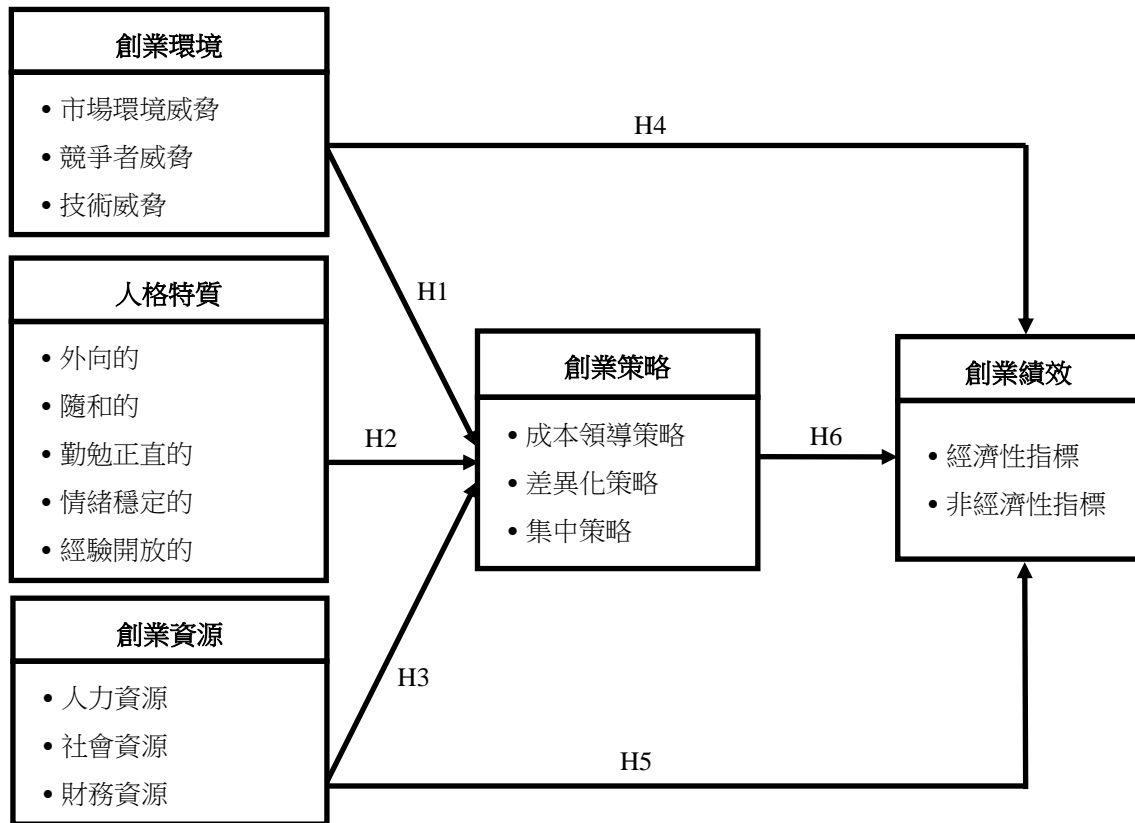 創業環境
• 市場環境威脅
• 競爭者威脅
• 技術威脅
H4
H1
人格特質
• 外向的
• 隨和的
• 勤勉正直的
• 情緒穩定的
• 經驗開放的
H2
創業策略
• 成本領導策略
• 差異化策略
• 集中策略
H6
創業績效
• 經濟性指標
• 非經濟性指標
創業資源
• 人力資源
• 社會資源
• 財務資源
H3
H5